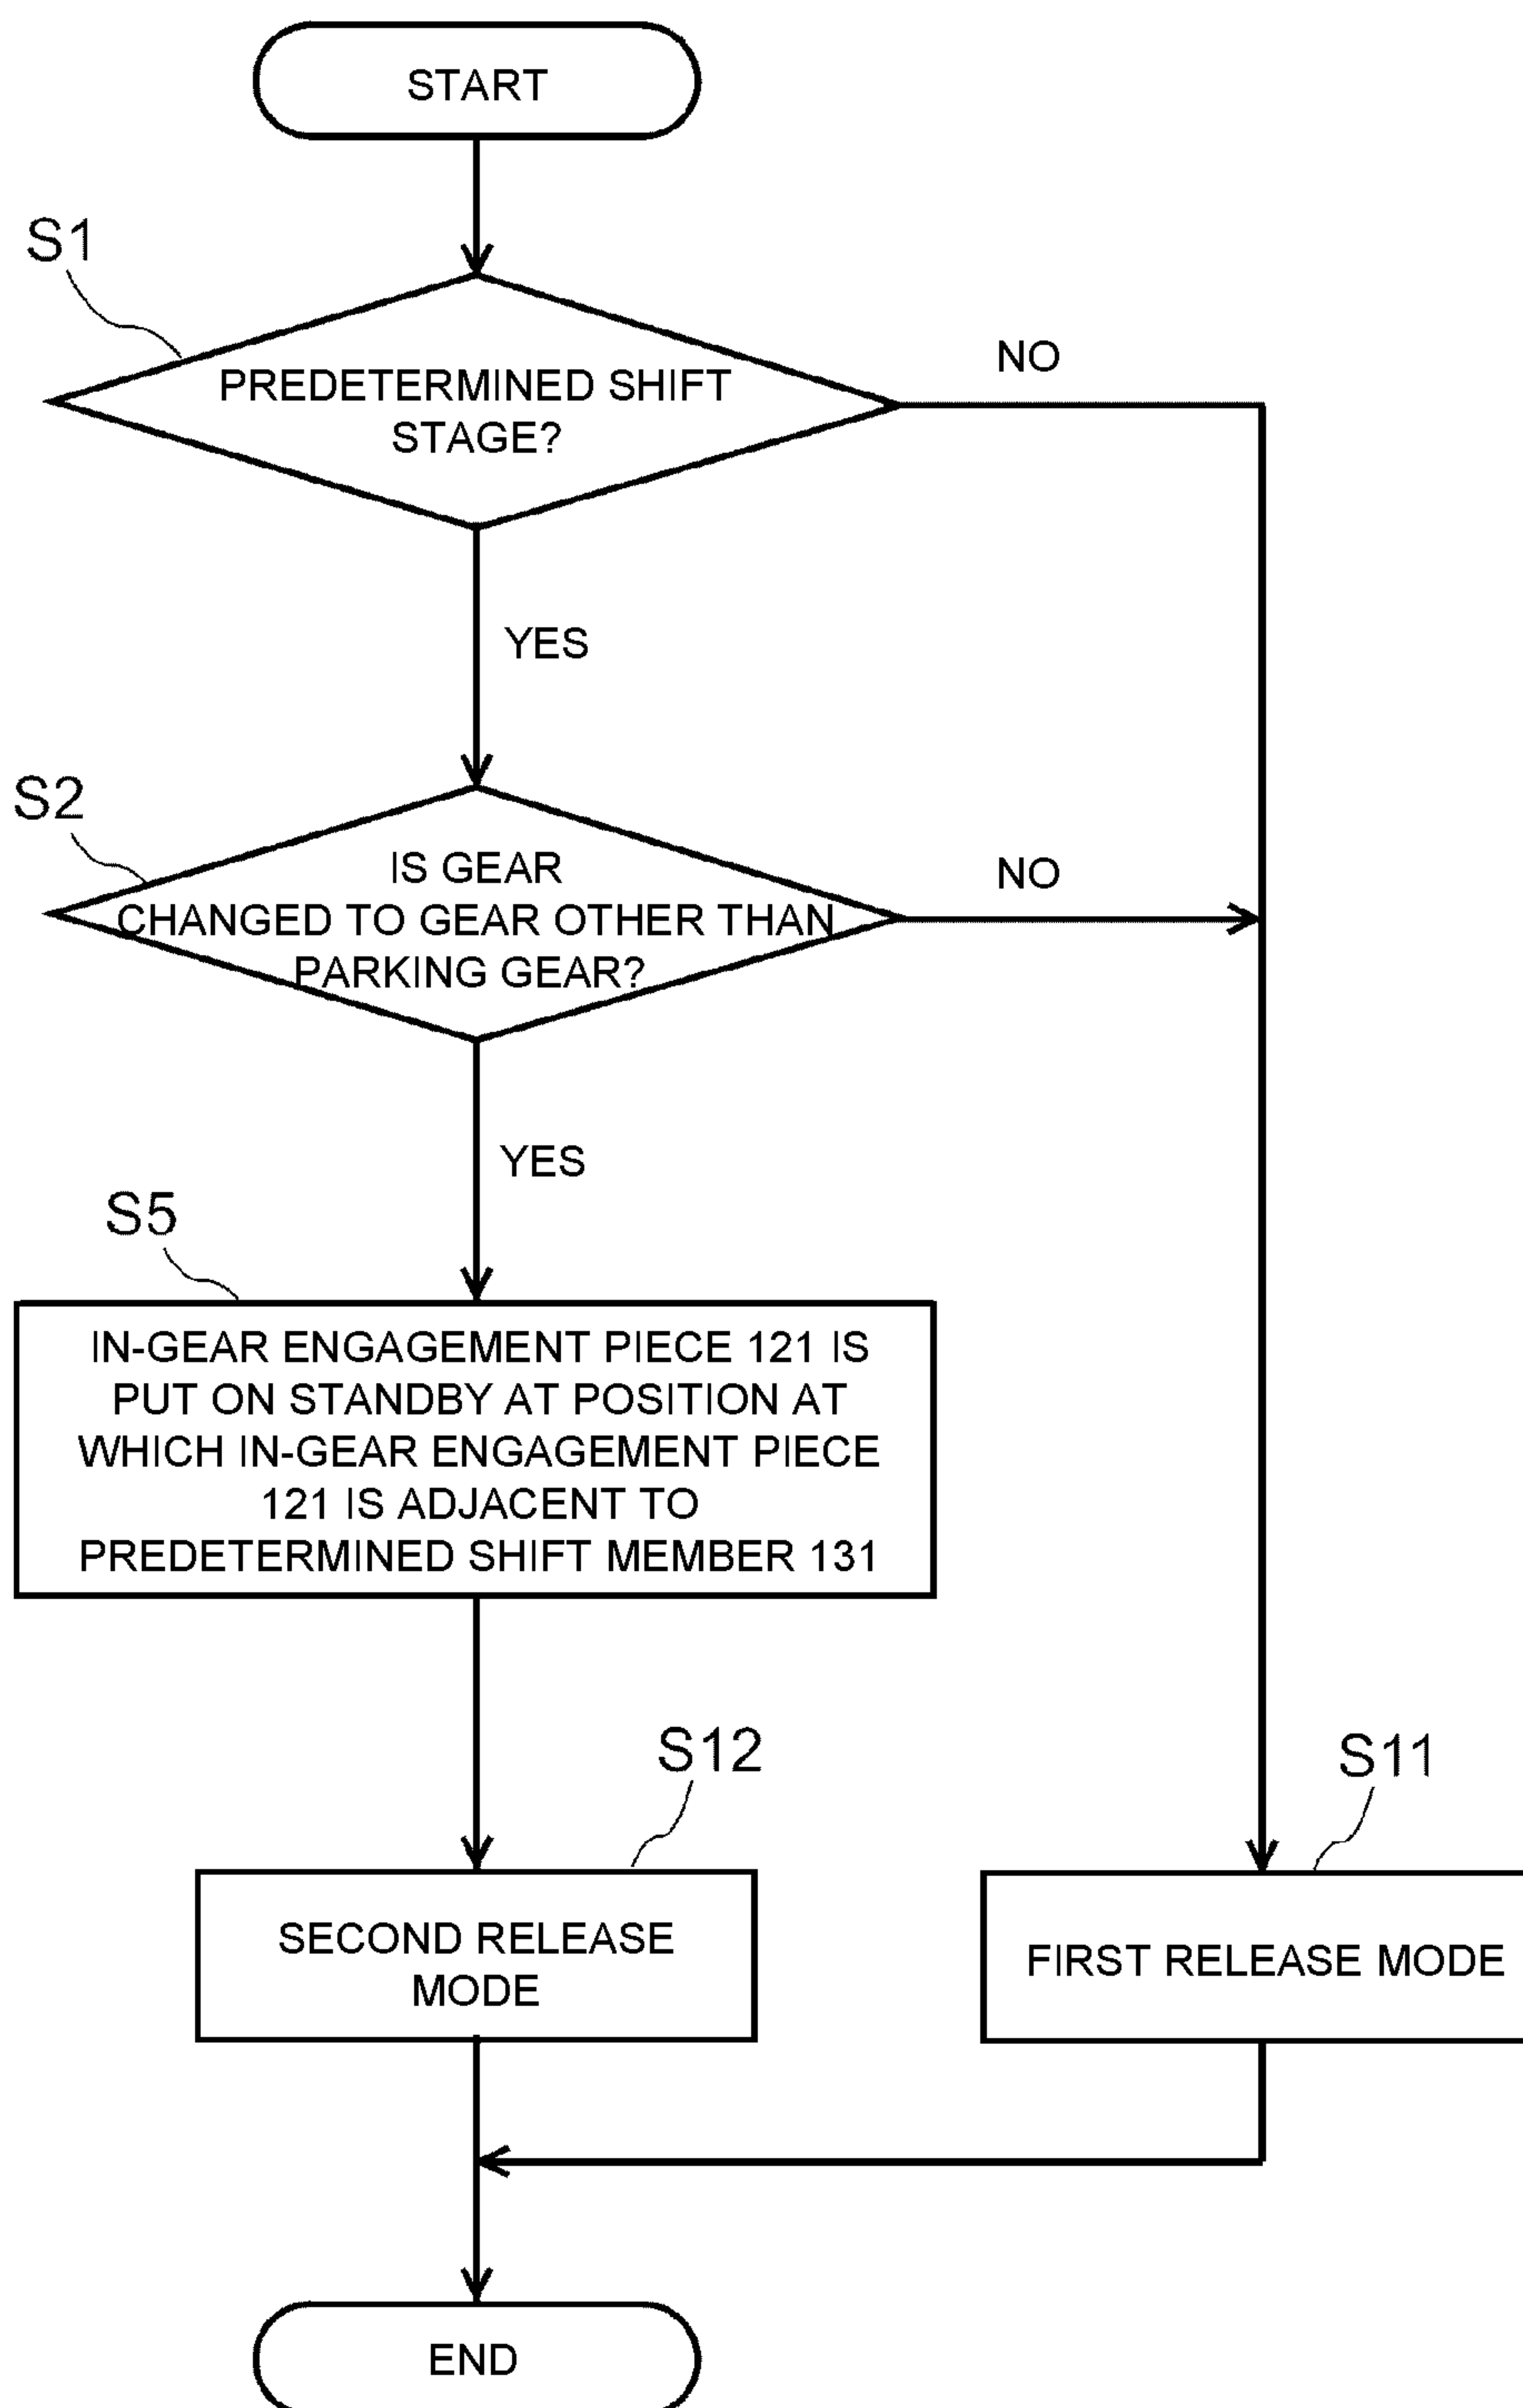 START
S1
PREDETERMINED SHIFT
STAGE?
NO
YES
S2
IS GEAR
CHANGED TO GEAR OTHER THAN
PARKING GEAR?
NO
YES
S5
IN-GEAR ENGAGEMENT PIECE 121 IS
PUT ON STANDBY AT POSITION AT
WHICH IN-GEAR ENGAGEMENT PIECE
121 IS ADJACENT TO
PREDETERMINED SHIFT MEMBER 131
S12
SECOND RELEASE
MODE
S11
FIRST RELEASE MODE
END